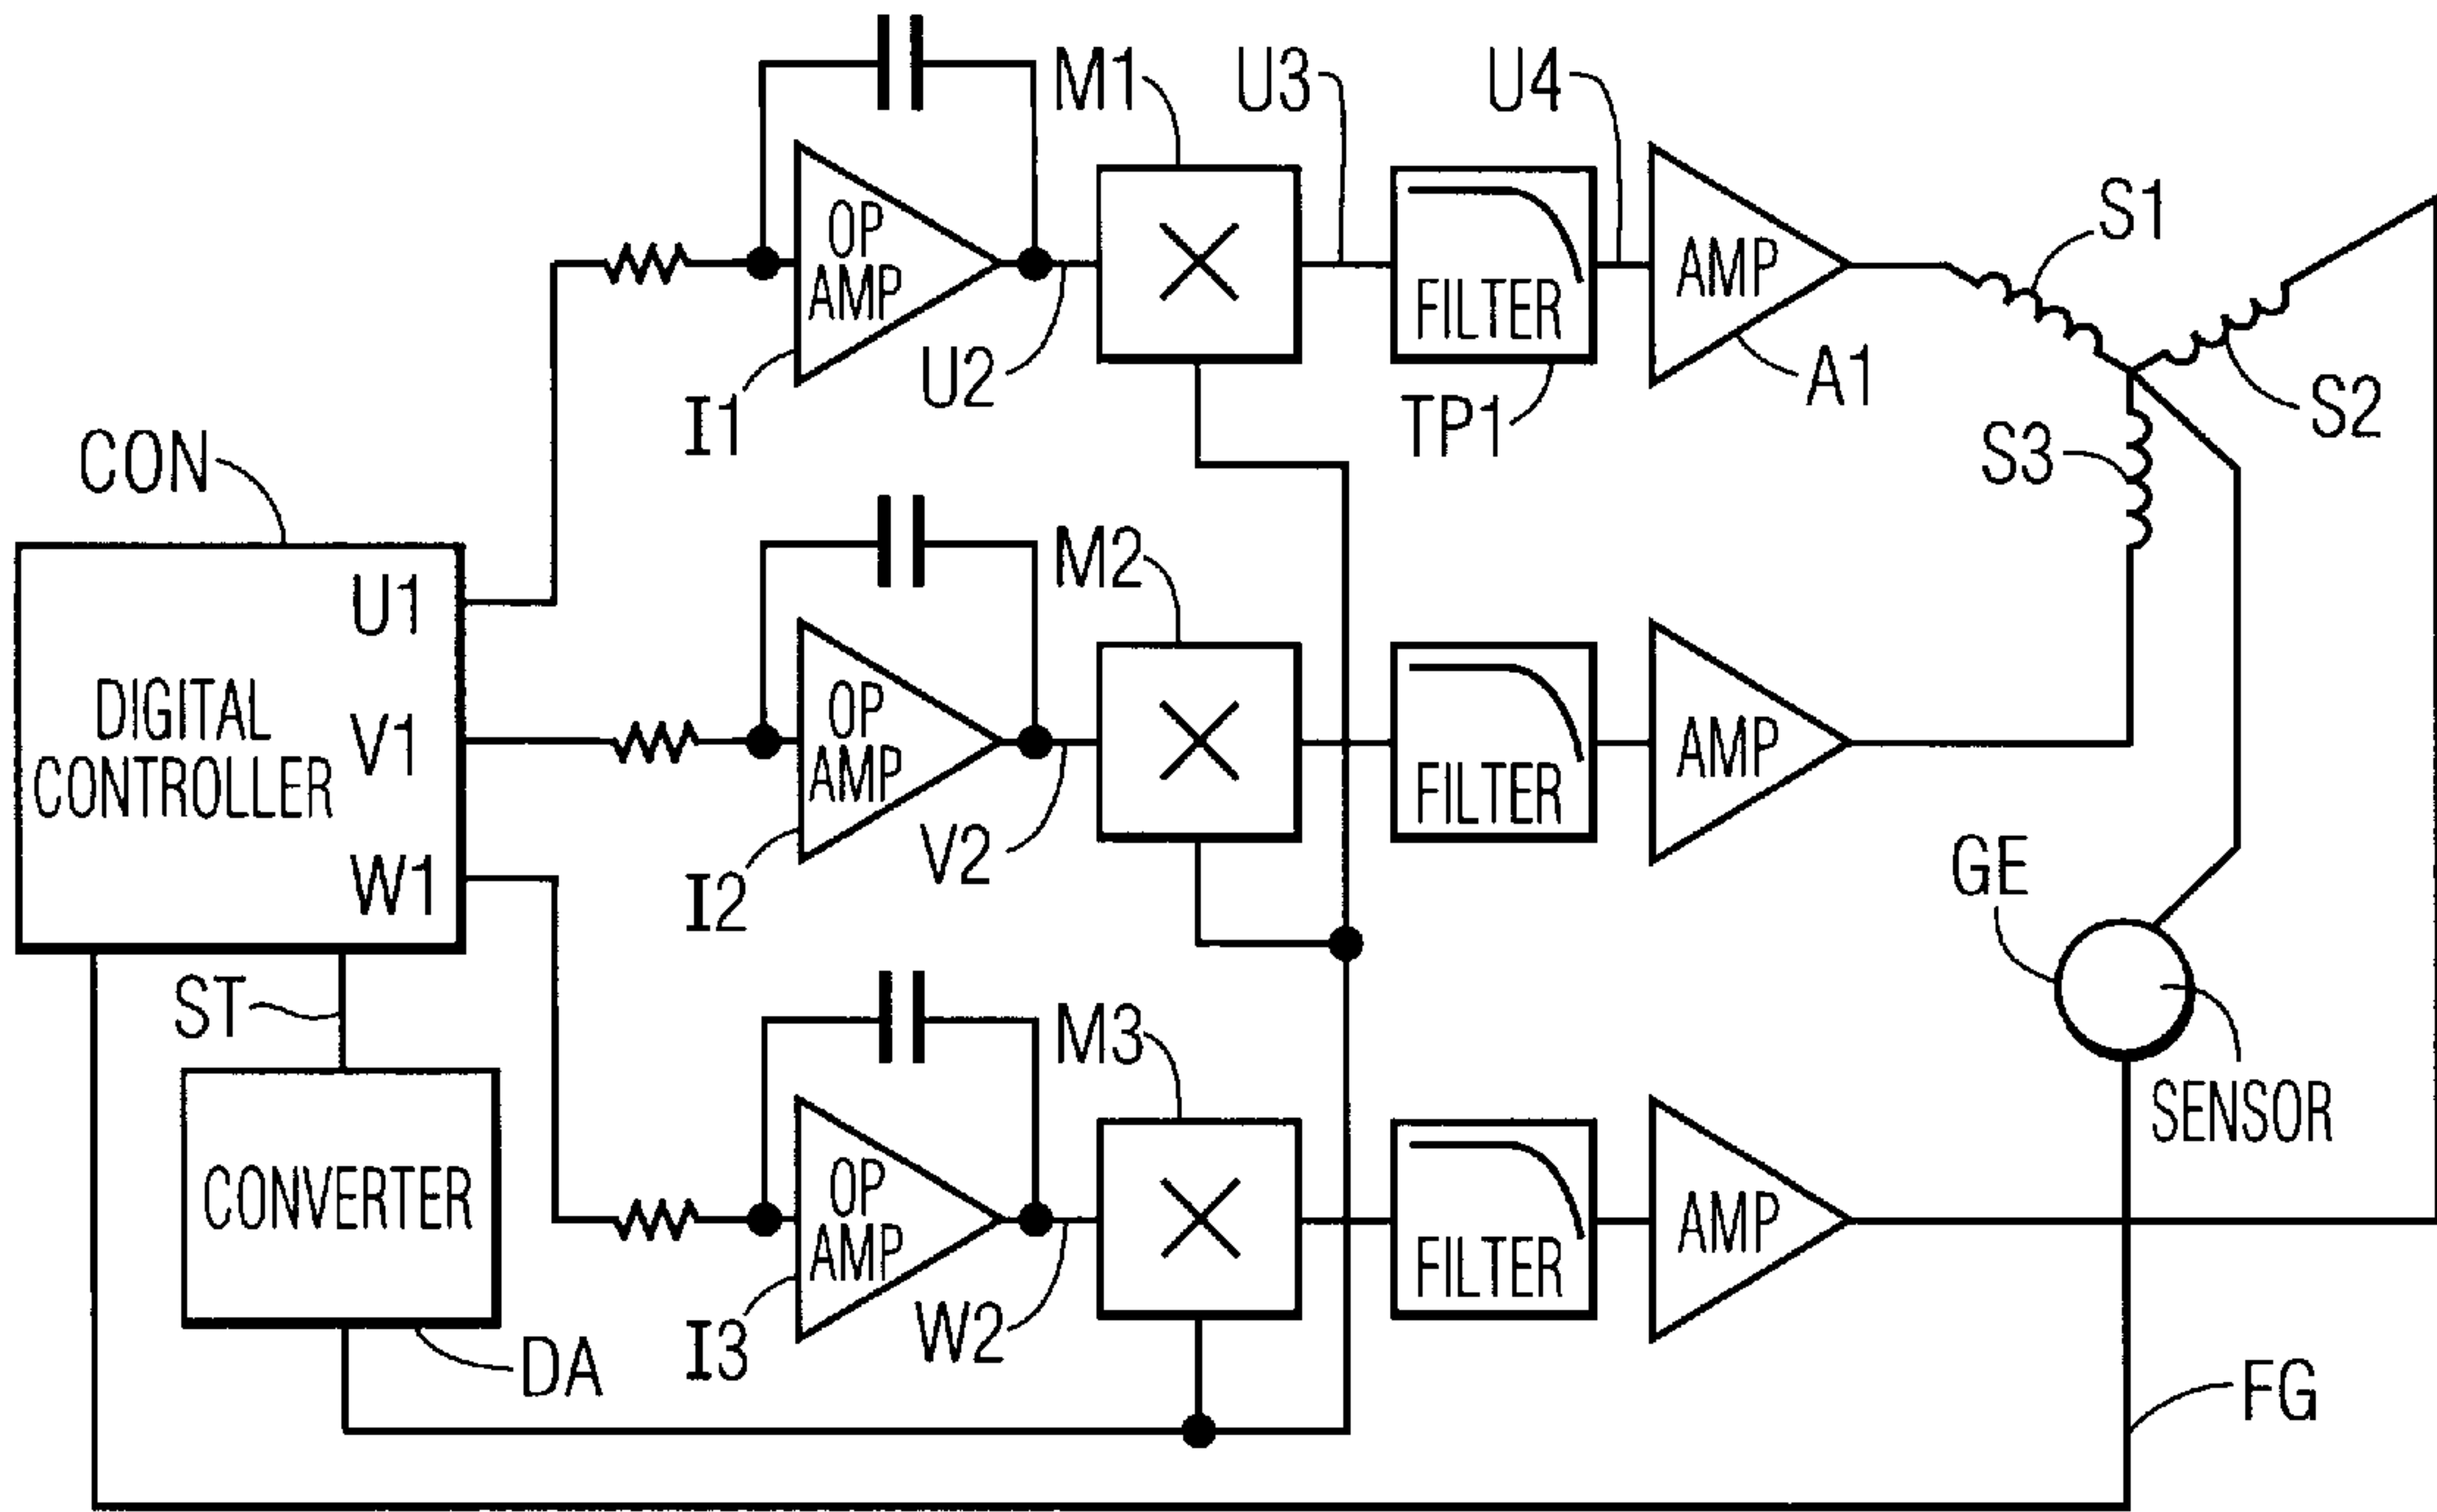 M1
U3
U4
S1
OP
AMP
FILTER
AMP
I1
U2
TP1
A1
S2
S3
CON
U1
DIGITAL
CONTROLLER
V1
W1
M2
OP
AMP
FILTER
AMP
I2
V2
GE
ST
M3
SENSOR
CONVERTER
OP
AMP
FILTER
AMP
I3
W2
DA
FG